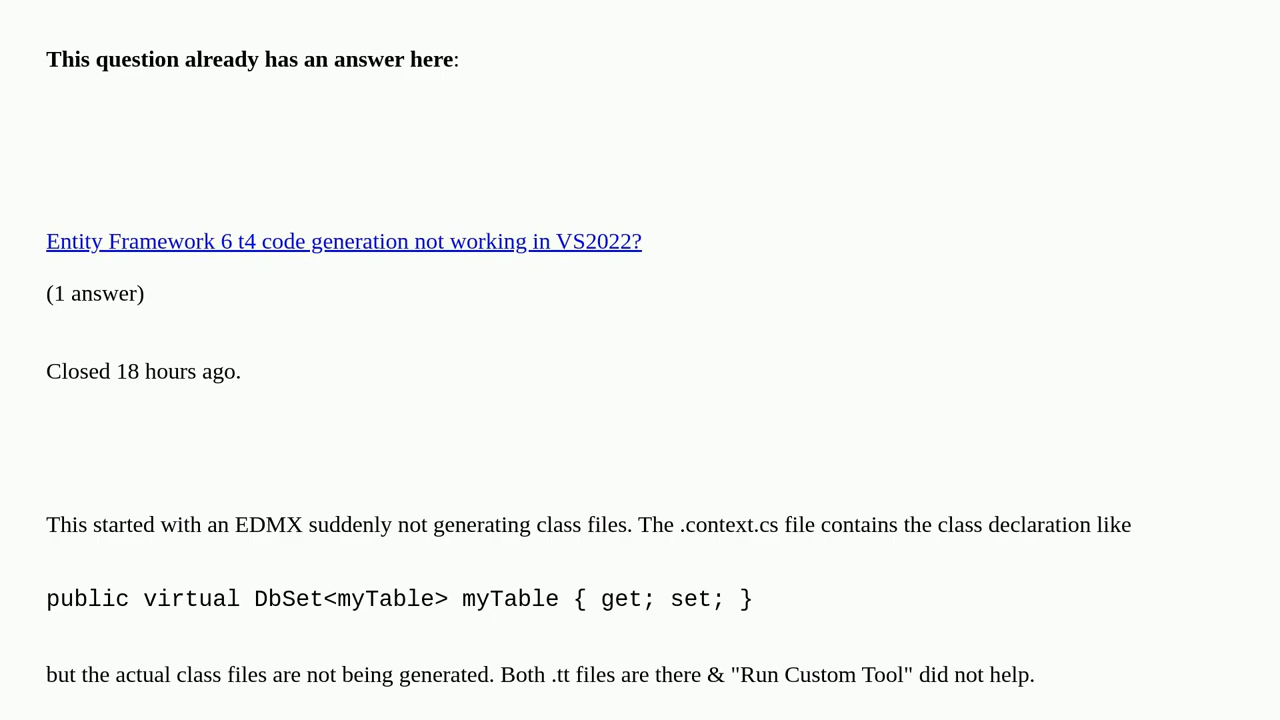 This question already has an answer here:
Entity Framework 6 t4 code generation not working in VS2022?
(1 answer)
Closed 18 hours ago.
This started with an EDMX suddenly not generating class files. The .context.cs file contains the class declaration like
public virtual DbSet<myTable> myTable { get; set; }
but the actual class files are not being generated. Both .tt files are there & "Run Custom Tool" did not help.